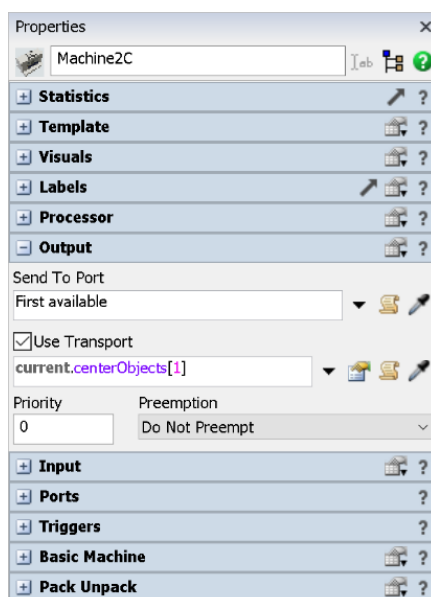 Properties
Machine2C
Statistics
Template
Visuals
Labels
Processor
Output
Send To Port
First available
Use Transport
current.centerObjects[1]
Priority Preemption
0 Do Not Preempt
Input
Ports
Triggers
Basic Machine
Pack Unpack